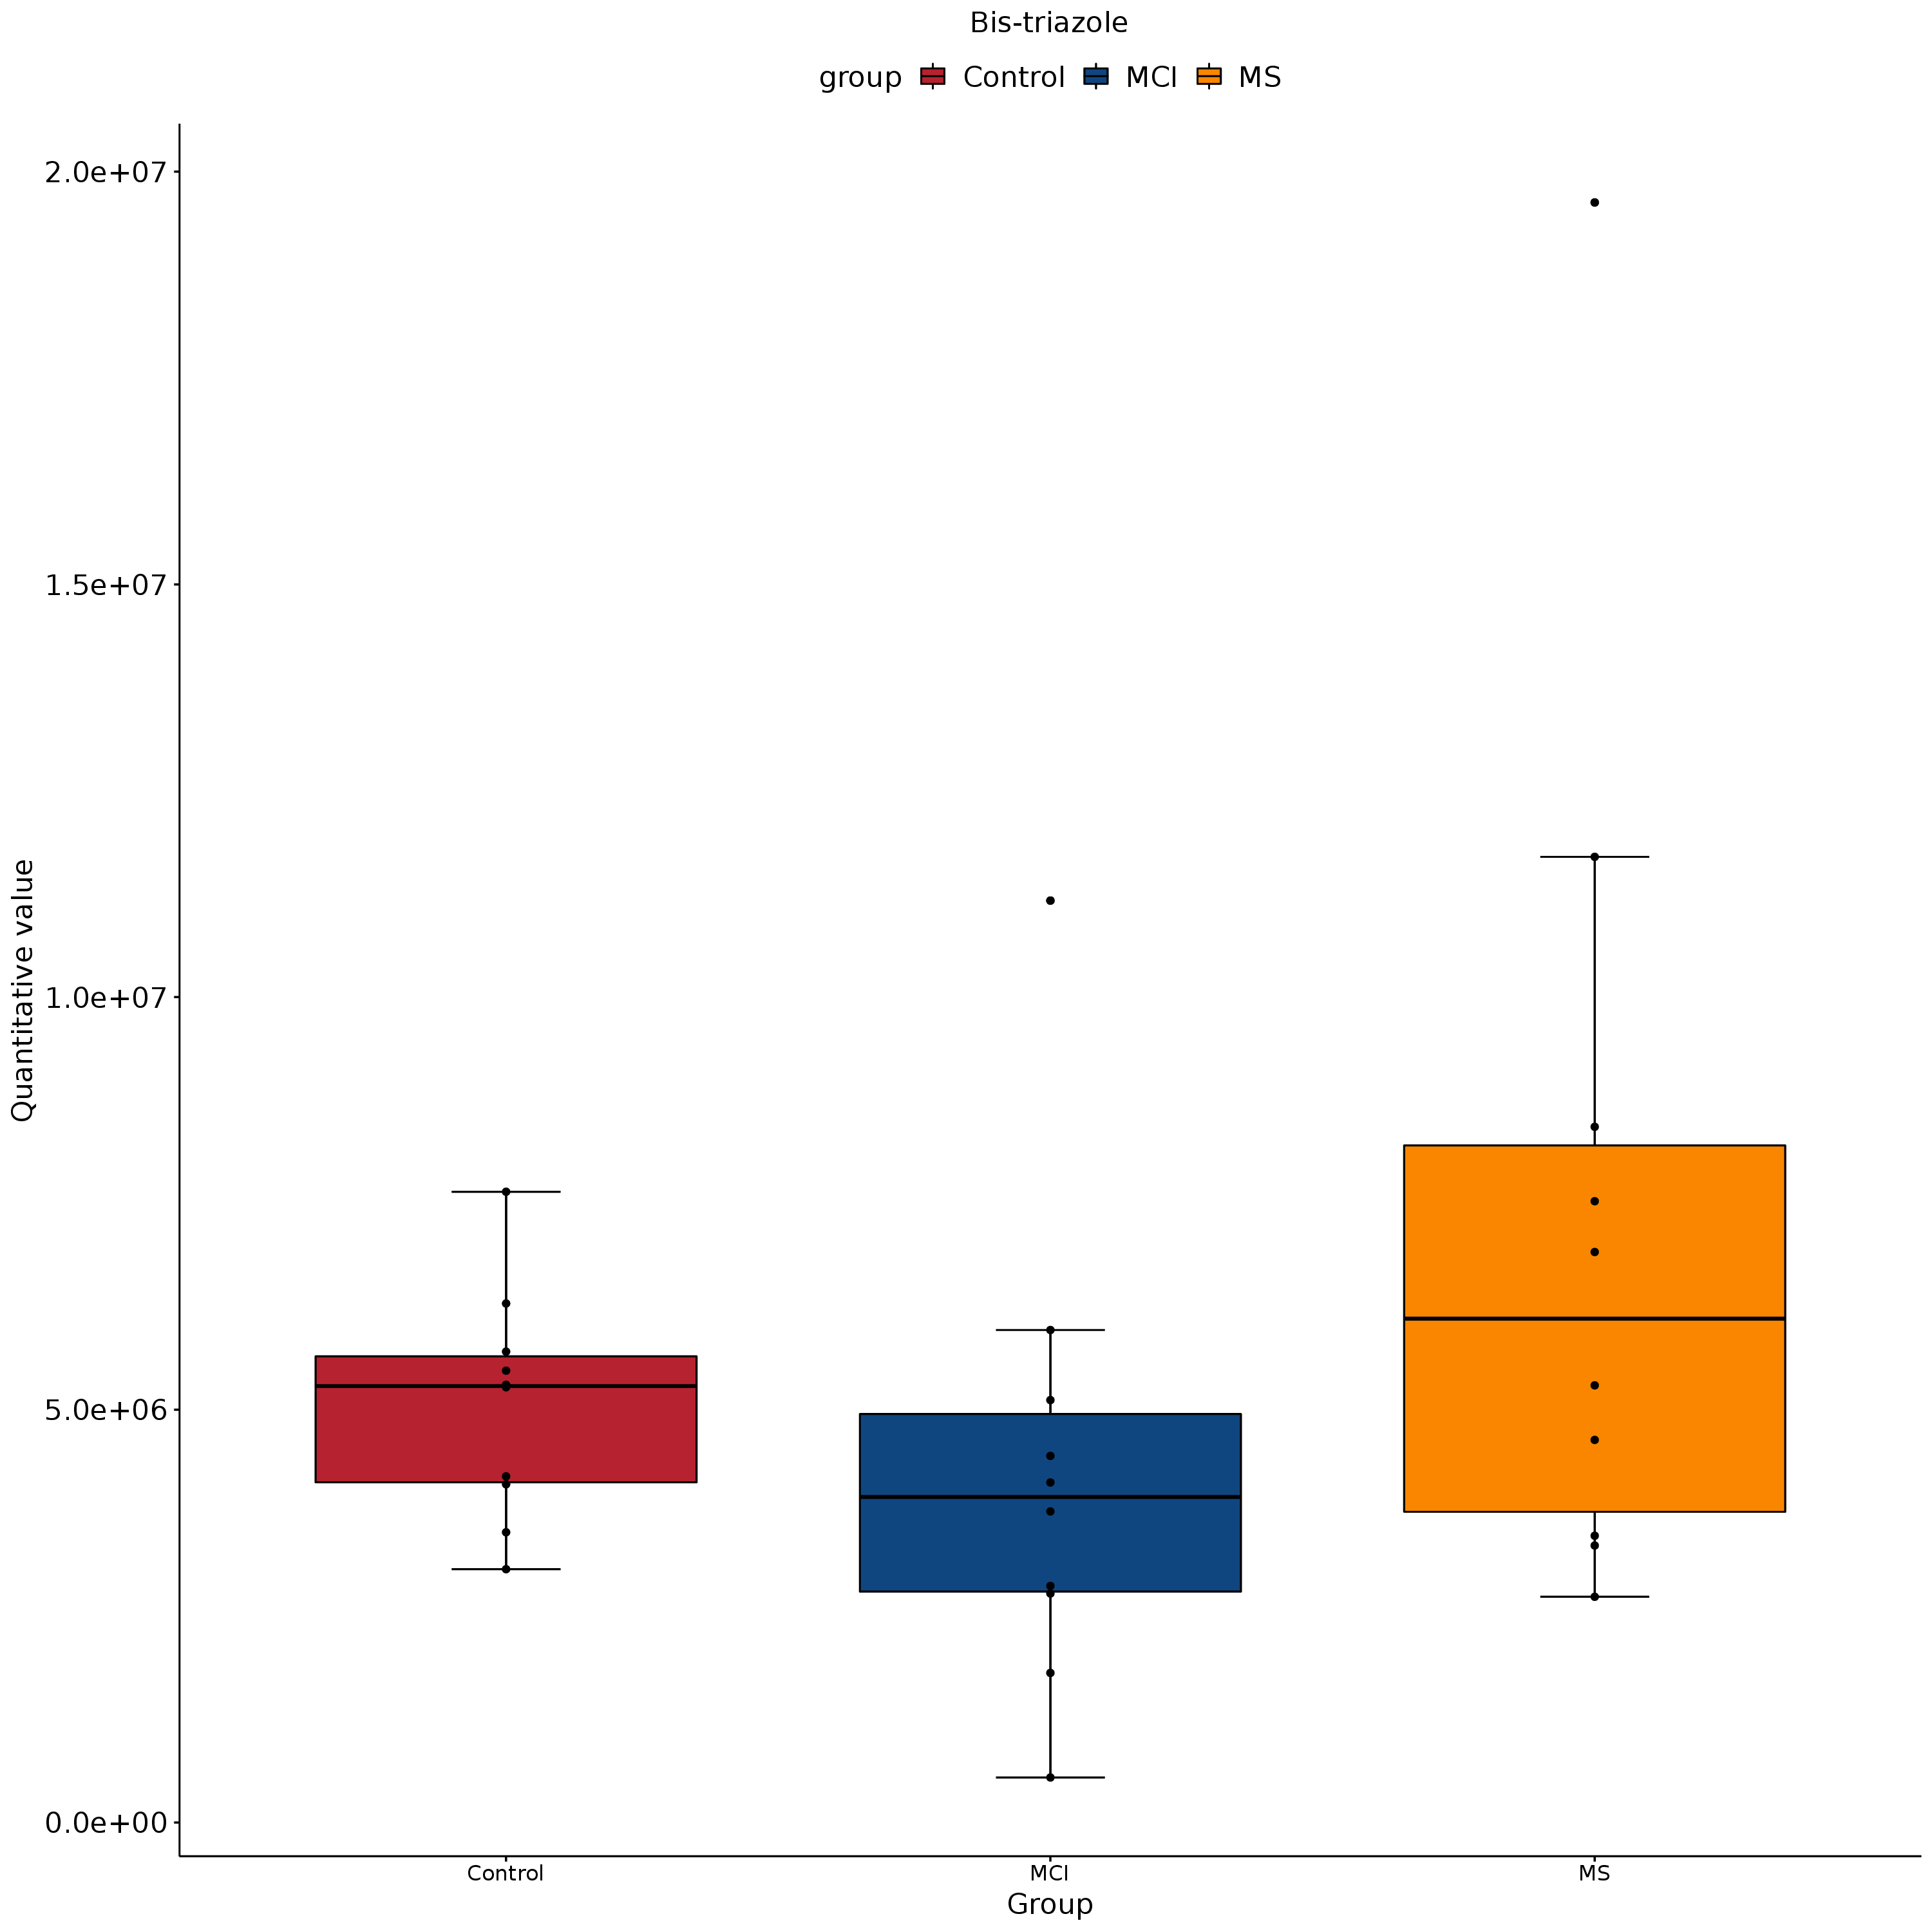 Bis-triazole
group Control MCI MS
2.0e+07
1.5e+07
1.0e+07
5.0e+06
0.0e+00
Quantitative value
Control MCI MS
Group